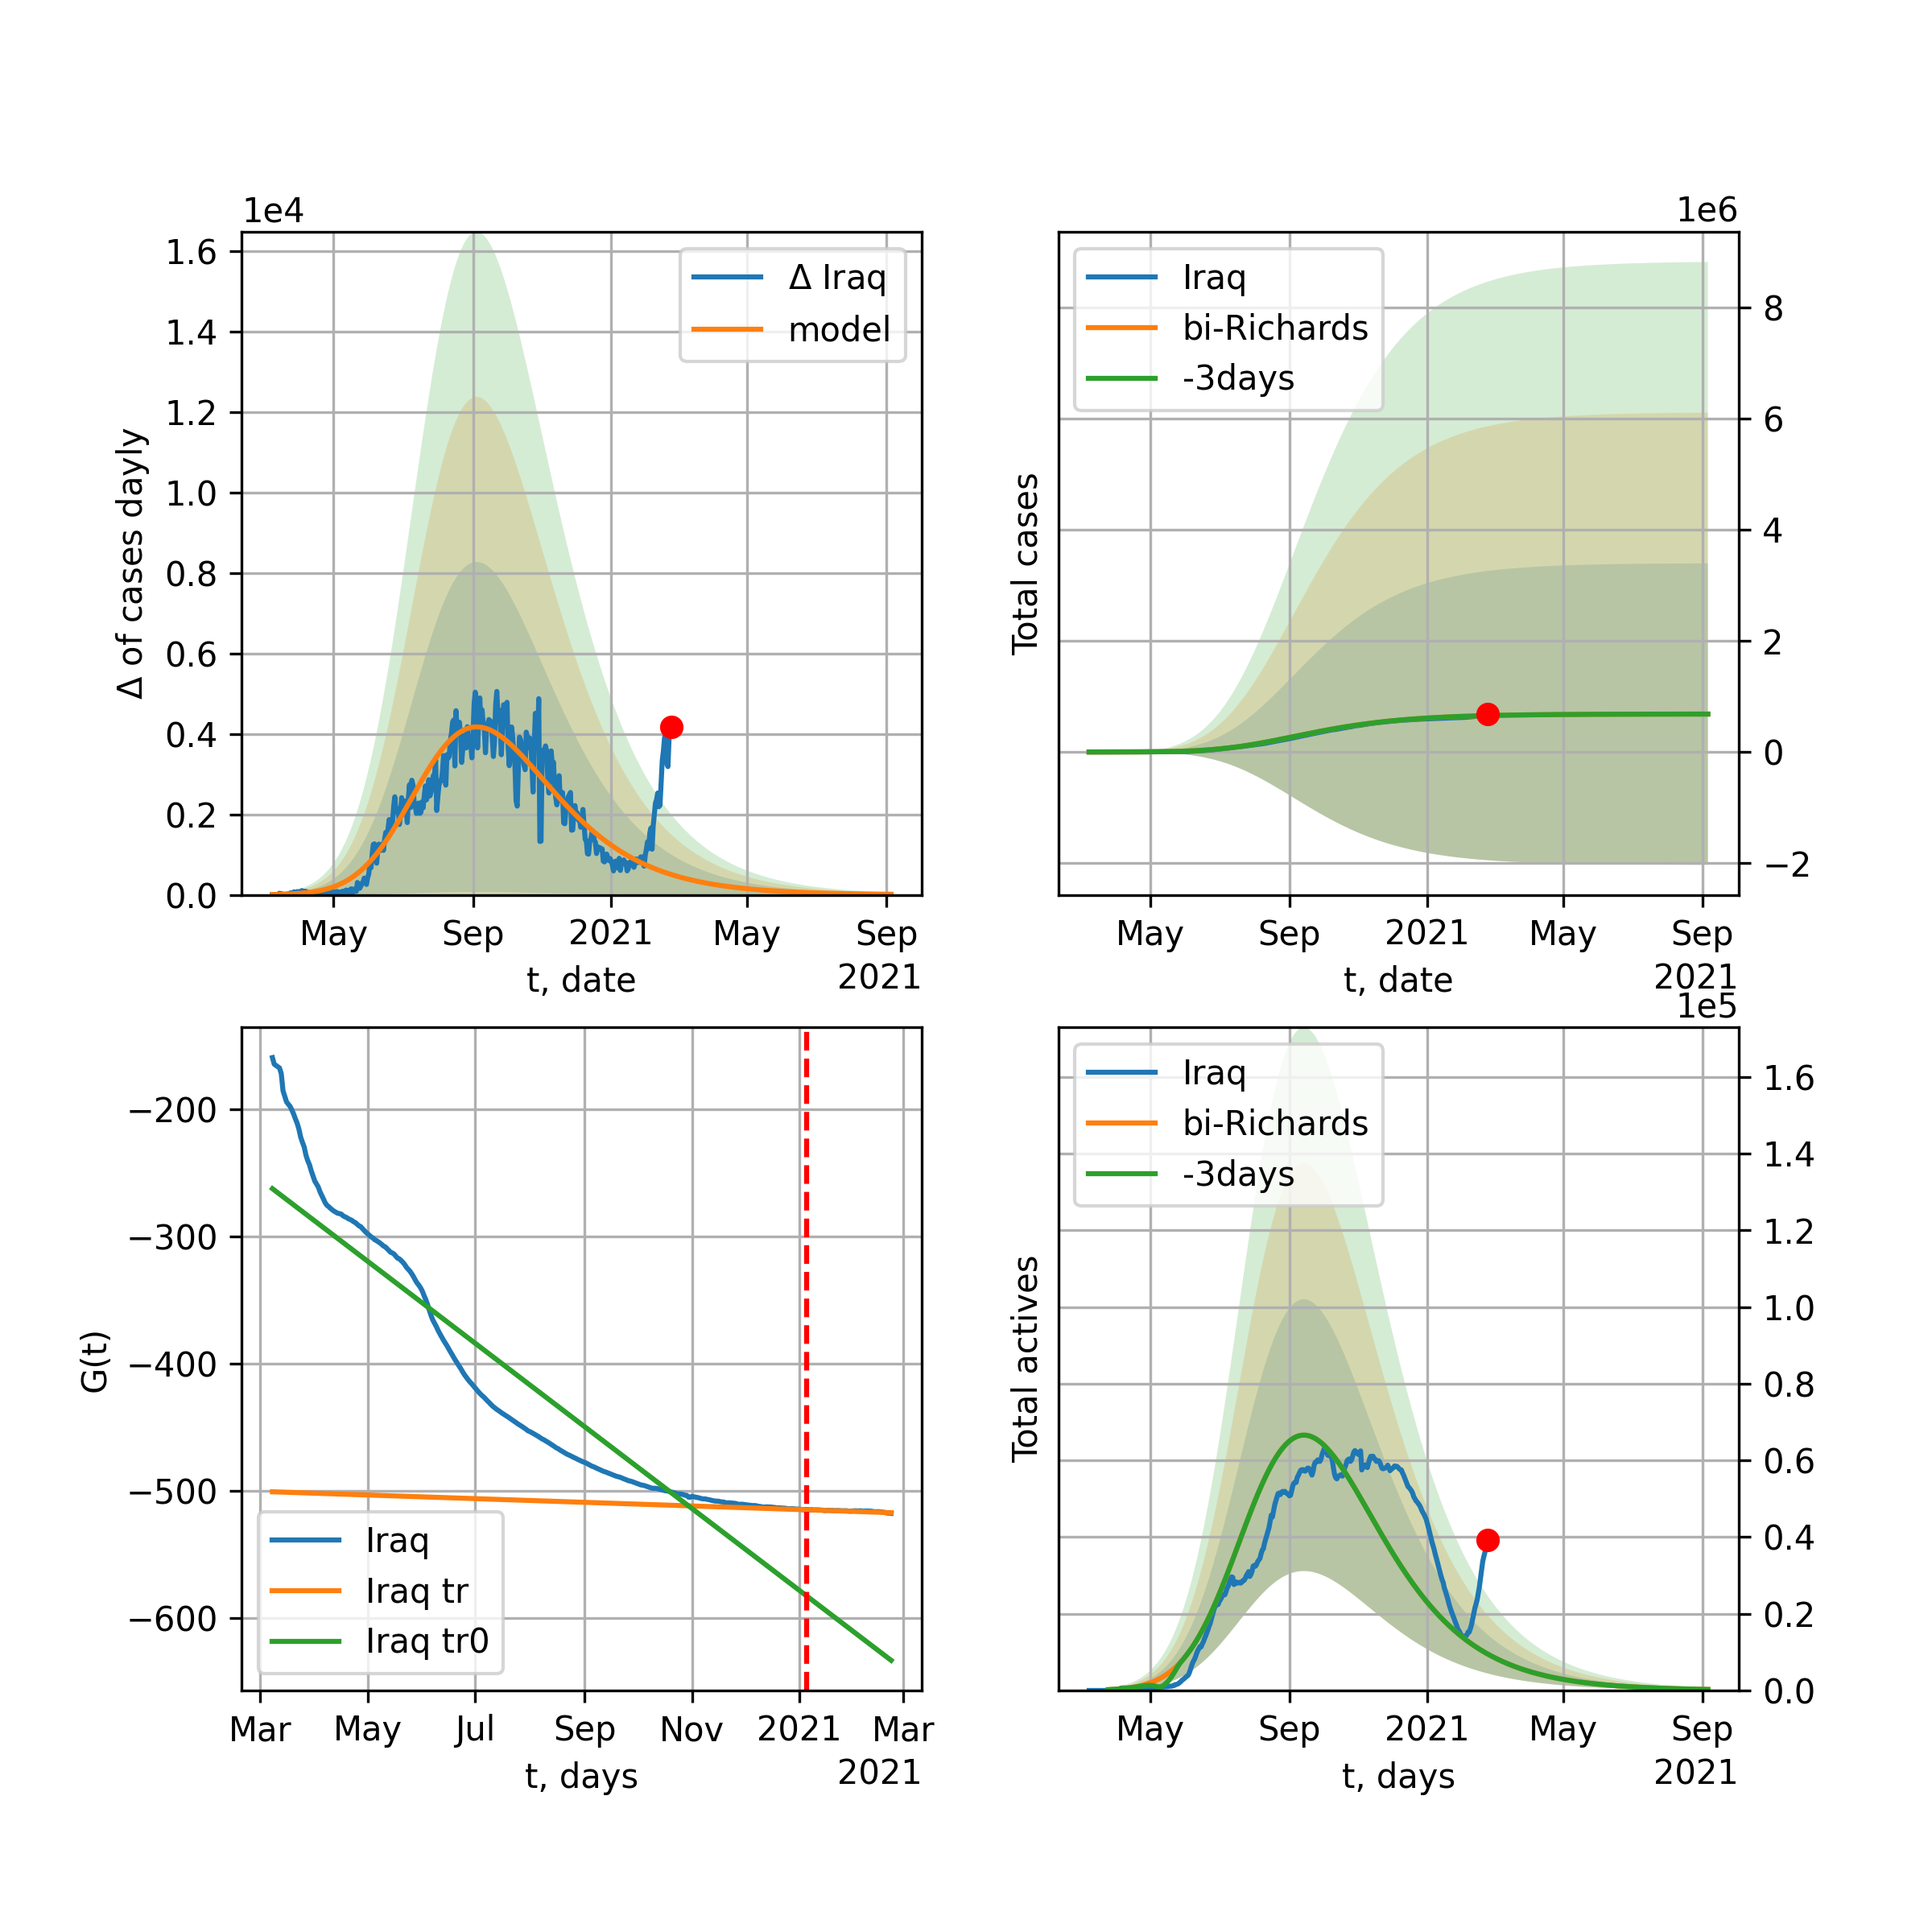 1e4
1.6
1.4
1.2
1.0
0.8
0.6
0.4
0.2
0.0
Δ of cases dayly
Δ Iraq
model
May Sep 2021 May Sep
t, date 2021
1e6
Iraq
bi-Richards
-3days
Total cases
8
6
4
2
0
−2
May Sep 2021 May Sep
t, date 2021
−200
−300
−400
−500
−600
G(t)
Iraq
Iraq tr
Iraq tr0
Mar May Jul Sep Nov 2021 Mar
t, days 2021
1e5
Iraq
bi-Richards
-3days
Total actives
1.6
1.4
1.2
1.0
0.8
0.6
0.4
0.2
0.0
May Sep 2021 May Sep
t, days 2021